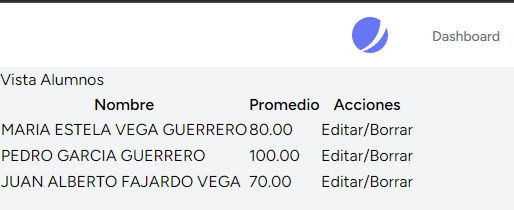 Dashboard
Vista Alumnos
Nombre Promedio Acciones
MARIA ESTELA VEGA GUERRERO 80.00 Editar/Borrar
PEDRO GARCIA GUERRERO 100.00 Editar/Borrar
JUAN ALBERTO FAJARDO VEGA 70.00 Editar/Borrar